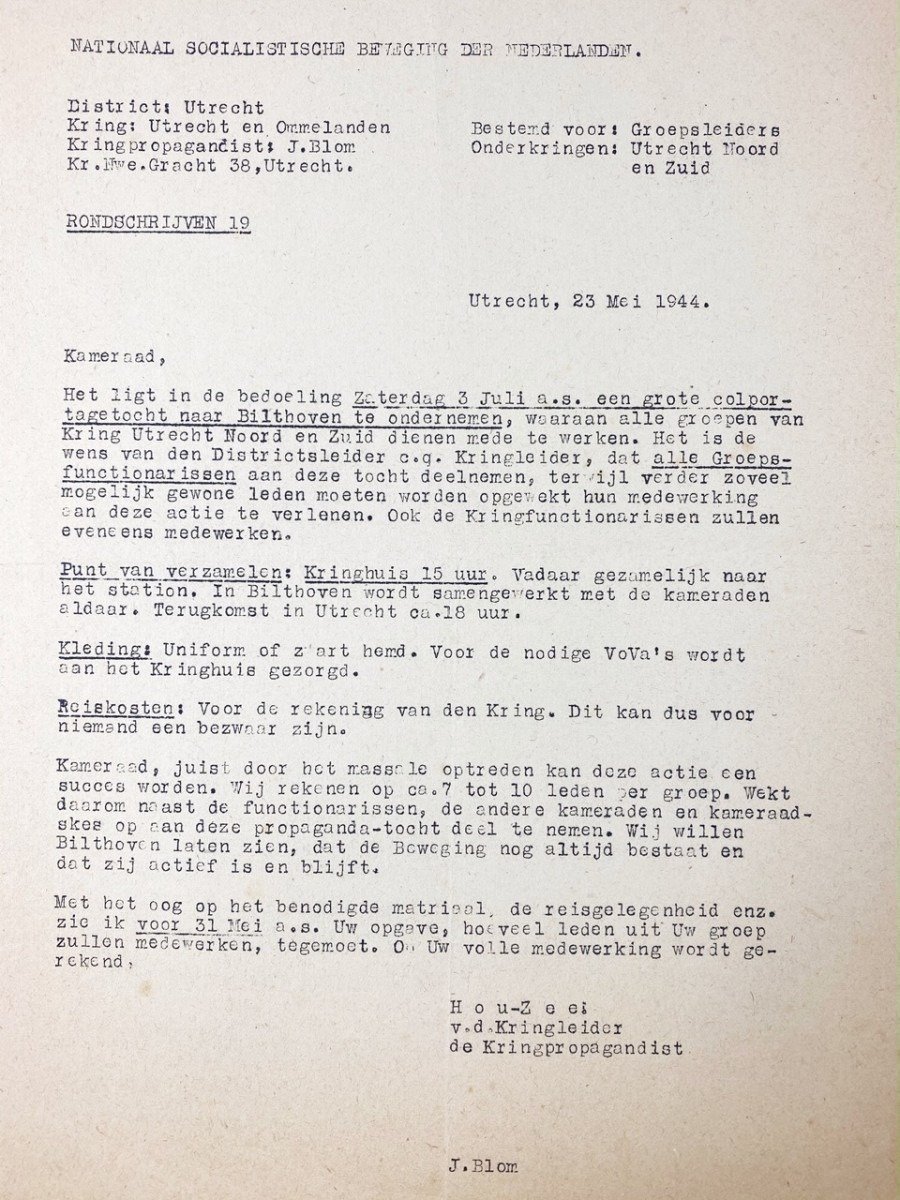 NATIONAAL SOCIALISTISCHE BEWEGING DER NEDERLANDEN.
District: Utrecht
Kring: Utrecht en Ommelanden
Kringpropagandist: J.Blom
Kr.Nwe.Gracht 38,Utrecht.
Bestemd voor: Groepsleiders
Onderkringen: Utrecht Noord
en Zuid
RONDSCHRIJVEN 19
Utrecht, 23 Mei 1944.
Kameraad,
Het ligt in de bedoeling Zaterdag 3 Juli a.s. een grote colpor-
tagetocht naar Bilthoven te ondernemen, waaraan alle groepen van
Kring Utrecht Noord en Zuid dienen mede te werken. Het is de
wens van den Districtsleider c.q. Kringleider, dat alle Groeps-
functionarissen aan deze tocht deelnemen, terwijl verder zoveel
mogelijk gewone leden moeten worden opgewekt hun medewerking
aan deze actie te verlenen. Ook de Kringfunctionarissen zullen
eveneens medewerken.
Punt van verzamelen: Kringhuis 15 uur. Vadaar gezamelijk naar
het station. In Bilthoven wordt samengewerkt met de kameraden
aldaar. Terugkomst in Utrecht ca.18 uur.
Kleding: Uniform of zwart hemd. Voor de nodige VoVa's wordt
aan het Kringhuis gezorgd.
Reiskosten: Voor de rekening van den Kring. Dit kan dus voor
niemand een bezwaar zijn.
Kameraad, juist door het massale optreden kan deze actie een
succes worden. Wij rekenen op ca.7 tot 10 leden per groep. Wekt
daarom naast de functionarissen, de andere kameraden en kameraad-
skes op aan deze propaganda-tocht deel te nemen. Wij willen
Bilthoven laten zien, dat de Beweging nog altijd bestaat en
dat zij actief is en blijft.
Met het oog op het benodigde matriaal, de reisgelegenheid enz.
zie ik voor 31 Mei a.s. Uw opgave, hoeveel leden uit Uw groep
zullen medewerken, tegemoet. Op Uw volle medewerking wordt ge-
rekend.
H o u-Z e e!
v.d.Kringleider
de Kringpropagandist
J.Blom